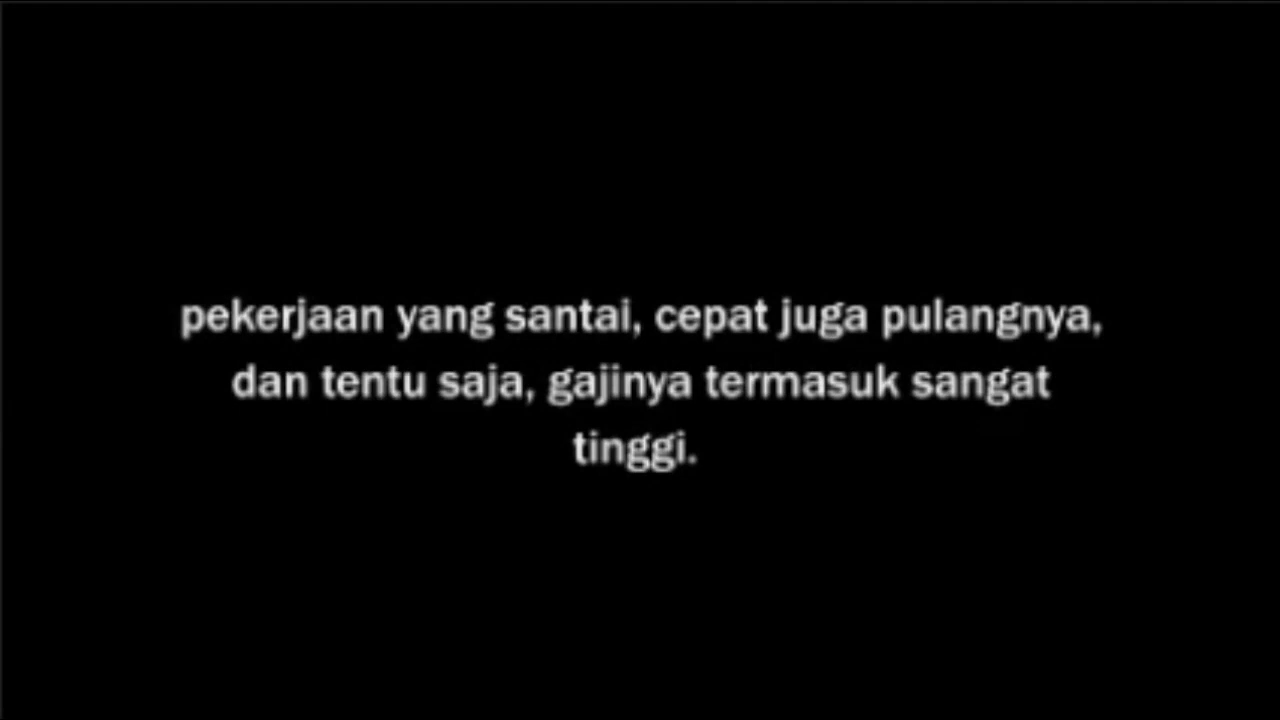 pekerjaan yang santai, cepat juga pulangnya,
dan tentu saja, gajinya termasuk sangat
tinggi.